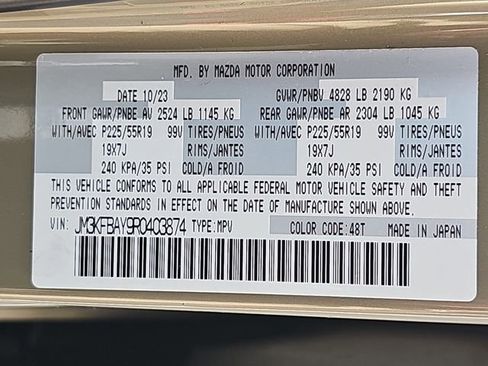 MFD. BY MAZDA MOTOR CORPORATION
DATE 10/23 GVWR/PNBV 4828 LB 2190 KG
FRONT GAWR/PNBE AV 2524 LB 1145 KG REAR GAWR/PNBE AR 2304 LB 1045 KG
WITH/AVEC P225/55R19 99V TIRES/PNEUS WITH/AVEC P225/55R19 99V TIRES/PNEUS
19X7J RIMS/JANTES 19X7J RIMS/JANTES
240 KPA/35 PSI COLD/A FROID 240 KPA/35 PSI COLD/A FROID
THIS VEHICLE CONFORMS TO ALL APPLICABLE FEDERAL MOTOR VEHICLE SAFETY AND THEFT
PREVENTION STANDARDS IN EFFECT ON THE DATE OF MANUFACTURE SHOWN ABOVE.
VIN: JM3KFBAY9R0403874 TYPE:MPV COLOR CODE:48T MADE IN JAPAN